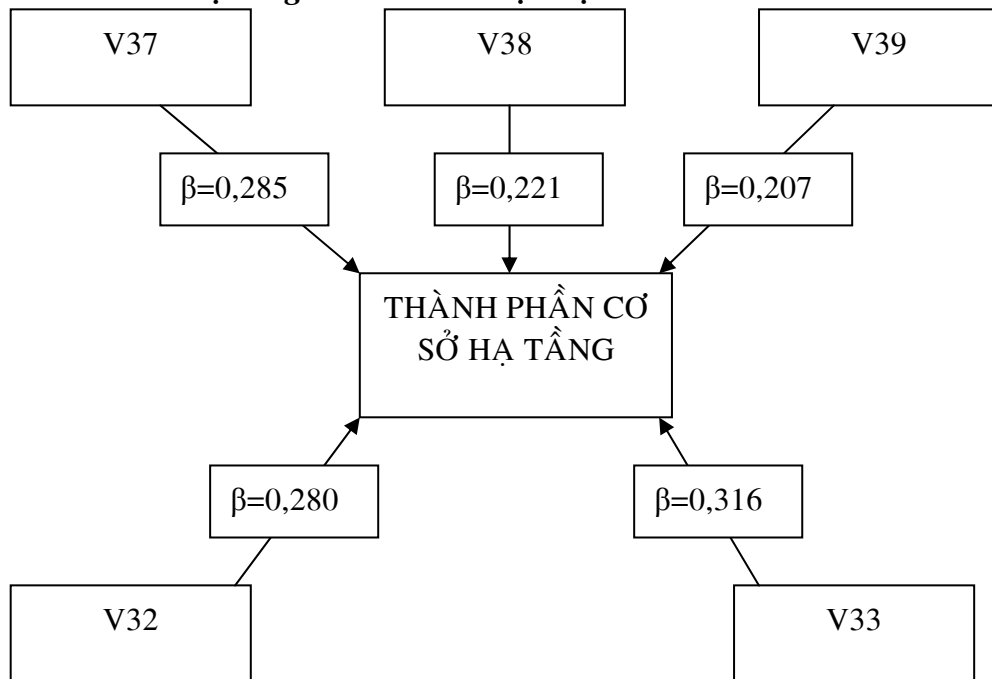 V37
V38
V39
β=0,285
β=0,221
β=0,207
THÀNH PHẦN CƠ
SỞ HẠ TẦNG
β=0,280
β=0,316
V32
V33